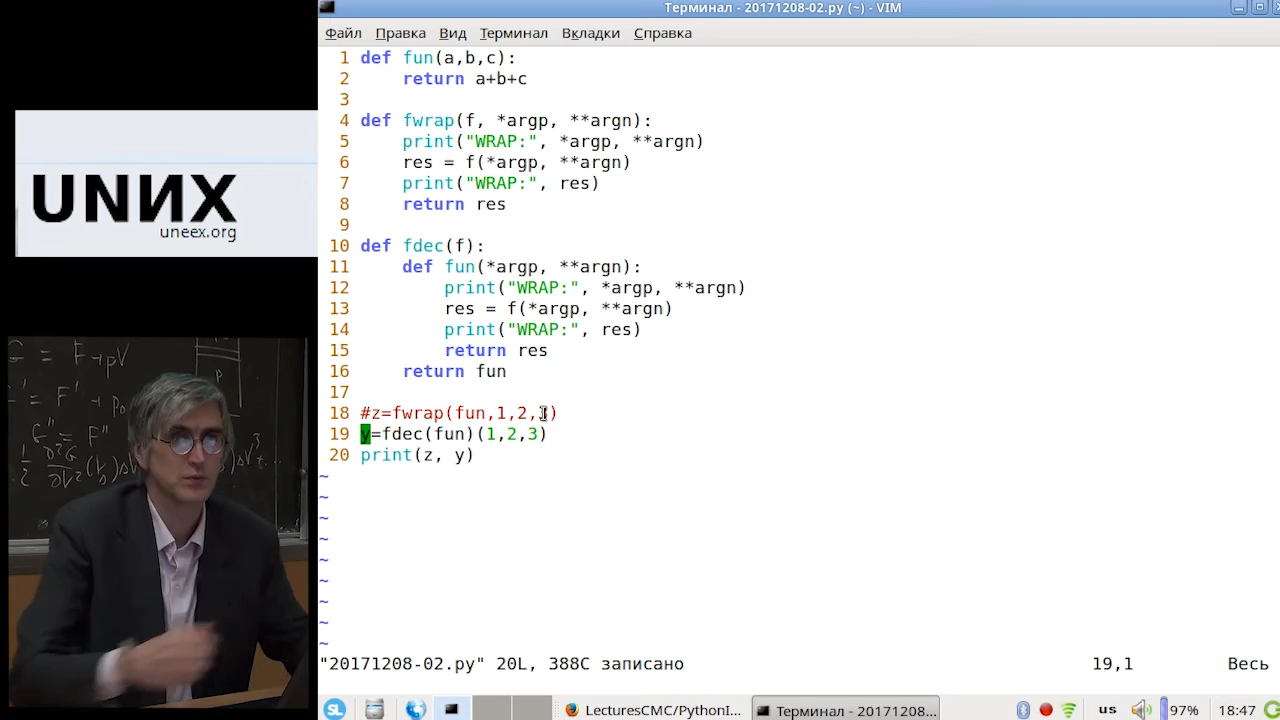 Терминал - 20171208-02.py (~) - VIM
Файл Правка Вид Терминал Вкладки Справка
1 def fun(a,b,c):
2     return a+b+c
3
4 def fwrap(f, *argp, **argn):
5     print("WRAP:", *argp, **argn)
6     res = f(*argp, **argn)
7     print("WRAP:", res)
8     return res
9
10 def fdec(f):
11     def fun(*argp, **argn):
12         print("WRAP:", *argp, **argn)
13         res = f(*argp, **argn)
14         print("WRAP:", res)
15         return res
16     return fun
17
18 #z=fwrap(fun,1,2,)
19 y=fdec(fun)(1,2,3)
20 print(z, y)
~
~
~
~
~
~
~
~
~
"20171208-02.py" 20L, 388C записано 19,1 Весь
LecturesCMC/PythonI... Терминал - 20171208... us 97% 18:47
UNИX
uneex.org